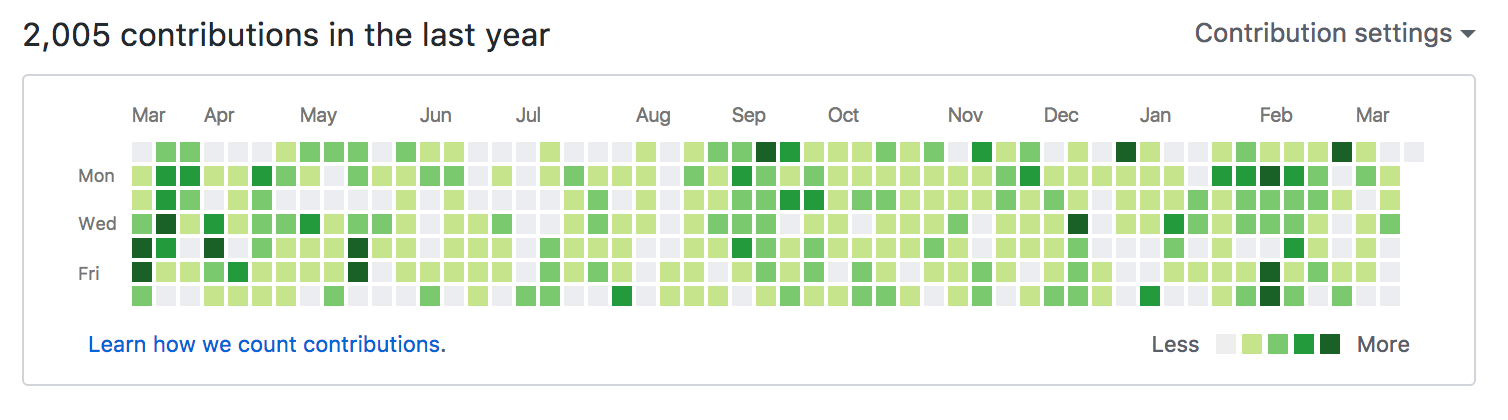 2,005 contributions in the last year
Contribution settings
Mar Apr May Jun Jul Aug Sep Oct Nov Dec Jan Feb Mar
Mon
Wed
Fri
Learn how we count contributions.
Less More